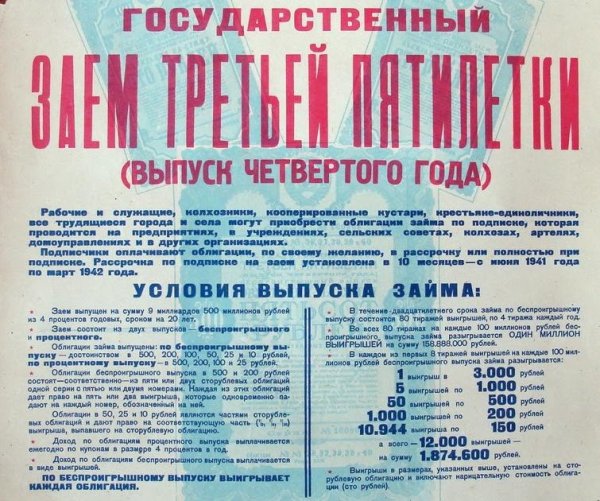 ГОСУДАРСТВЕННЫЙ
ЗАЕМ ТРЕТЬЕЙ ПЯТИЛЕТКИ
(ВЫПУСК ЧЕТВЕРТОГО ГОДА)
Рабочие и служащие, колхозники, кооперированные кустари, крестьяне-единоличники,
все трудящиеся города и села могут приобрести облигации займа по подписке, которая
проводится на предприятиях, в учреждениях, сельских советах, колхозах, артелях,
домоуправлениях и в других организациях.
Подписчики оплачивают облигации, по своему желанию, в рассрочку или полностью при
подписке. Рассрочка по подписке на заем установлена в 10 месяцев—с июня 1941 года
по март 1942 года.
УСЛОВИЯ ВЫПУСКА ЗАЙМА:
Заем выпущен на сумму 9 миллиардов 500 миллионов рублей
из 4 процентов годовых, сроком на 20 лет.
Заем состоит из двух выпусков — беспроигрышного
и процентного.
Облигации займа выпущены: по беспроигрышному вы-
пуску — достоинством в 500, 200, 100, 50, 25 и 10 рублей,
по процентному выпуску — в 500, 200, 100 и 25 рублей.
Облигации беспроигрышного выпуска в 500 и 200 рублей
состоят—соответственно—из пяти или двух сторублевых облигаций
одной серии с пятью или двумя номерами. Каждая из этих облигаций
дает право на пять или два выигрыша, которые одновременно па-
дают на каждый номер, обозначенный на ней.
Облигации в 50, 25 и 10 рублей являются частями сторублев-
вых облигаций и дают право на соответствующую часть (½, ¼, ⅒)
выигрыша, выпавшего на сторублевую облигацию.
Доход по облигациям процентного выпуска выплачивается
ежегодно по купонам в размере 4 процентов в год.
Доход по облигациям беспроигрышного выпуска выплачивается
в виде выигрышей.
ПО БЕСПРОИГРЫШНОМУ ВЫПУСКУ ВЫИГРЫВАЕТ
КАЖДАЯ ОБЛИГАЦИЯ.
В течение двадцатилетнего срока займа по беспроигрышному
выпуску состоятся 80 тиражей выигрышей, по 4 тиража каждый год.
Во всех 80 тиражах на каждые 100 миллионов рублей бес-
проигрышного, выпуска займа разыгрывается ОДИН МИЛЛИОН
ВЫИГРЫШЕЙ на сумму 158.888.000 рублей.
В каждом из первых 8 тиражей выигрышей на каждые 100 мил-
лионов рублей беспроигрышного выпуска займа разыгрывается:
1 выигрыш в 3.000 рублей
5 выигрышей по 1.000 рублей
50 выигрышей по 500 рублей
1.000 выигрышей по 200 рублей
10.944 выигрыша по 150 рублей
а всего — 12.000 выигрышей —
на сумму 1.874.600 рублей.
Выигрыши в размерах, указанных выше, установлены на сто-
рублевую облигацию и включают нарицательную стоимость облига-
ции (сто рублей).